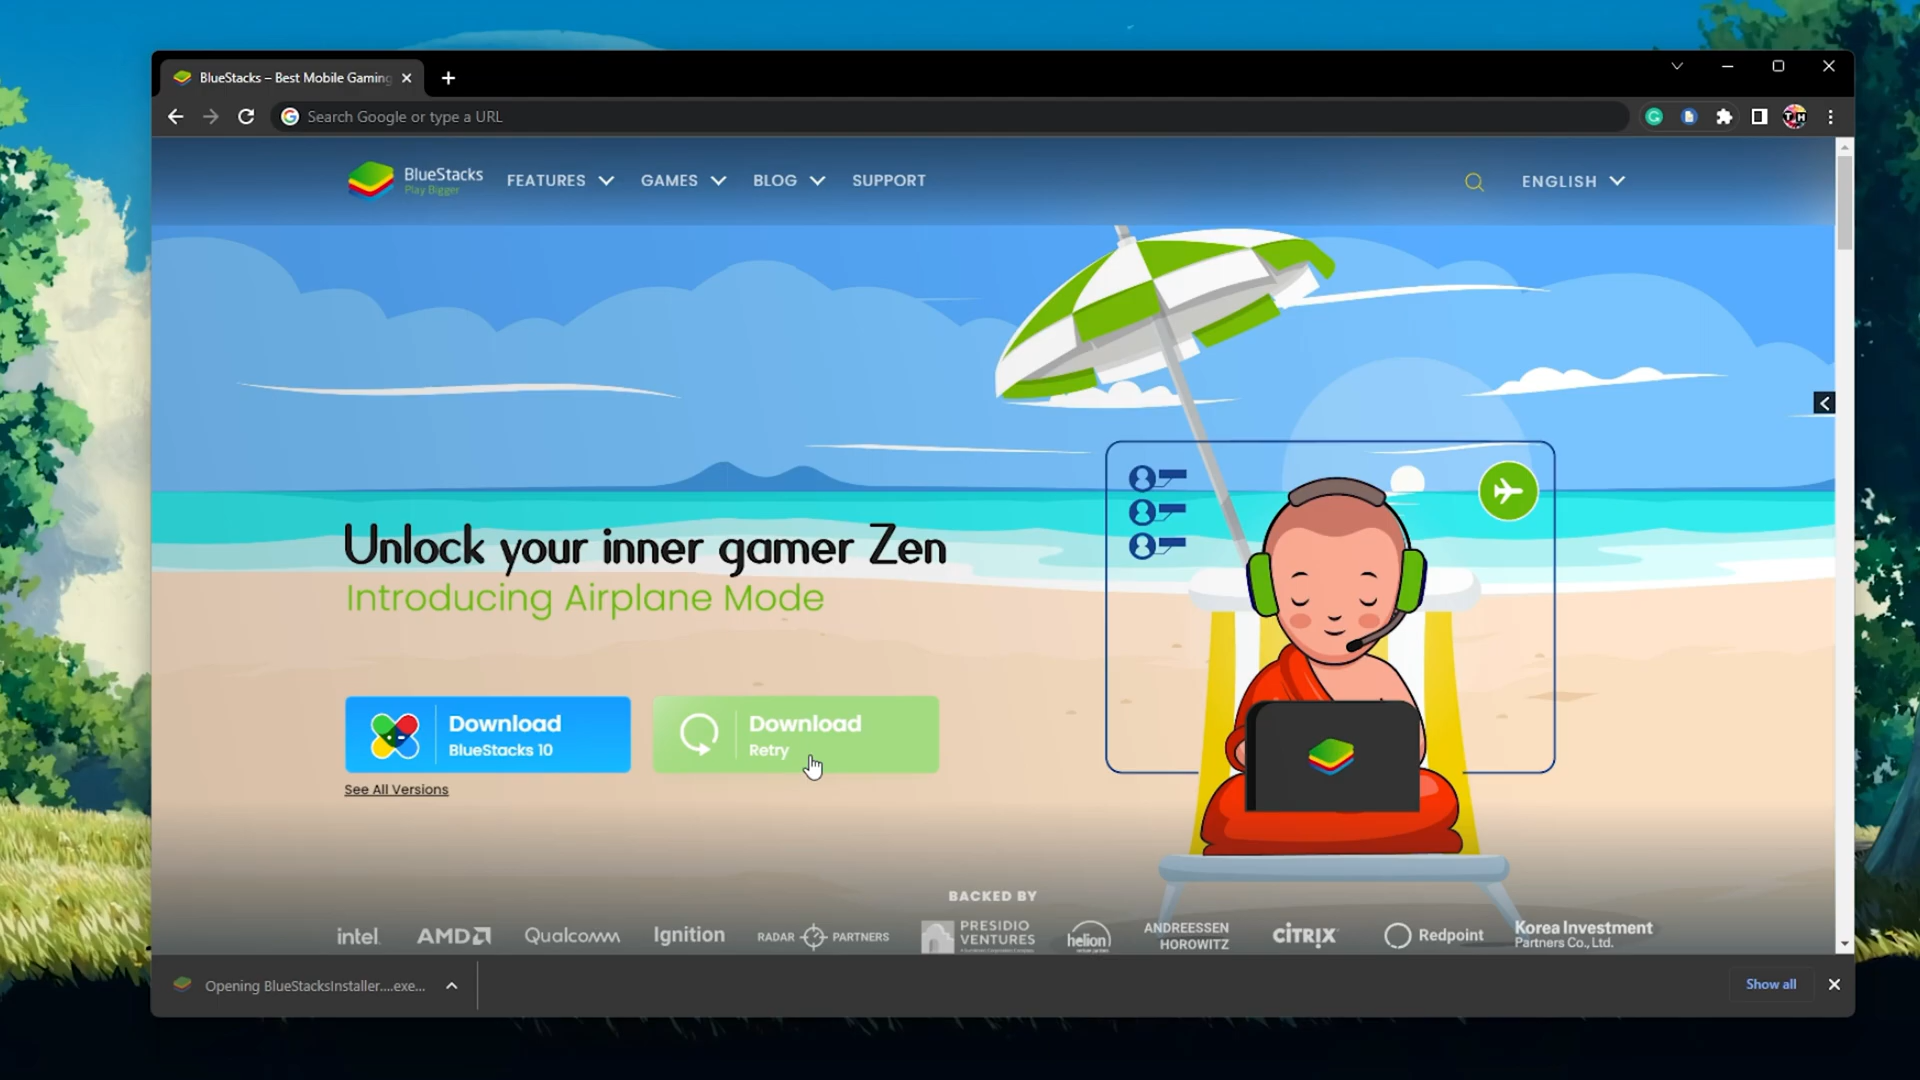 BlueStacks – Best Mobile Gaming
Search Google or type a URL
BlueStacks
Play Bigger
FEATURES
GAMES
BLOG
SUPPORT
ENGLISH
Unlock your inner gamer Zen
Introducing Airplane Mode
Download
BlueStacks 10
Download
Retry
See All Versions
BACKED BY
intel.
AMD
Qualcomm
Ignition
RADAR PARTNERS
PRESIDIO
VENTURES
helion
ANDREESSEN
HOROWITZ
CITRIX
Redpoint
Korea Investment
Partners Co., Ltd.
Opening BlueStacksInstaller....exe...
Show all